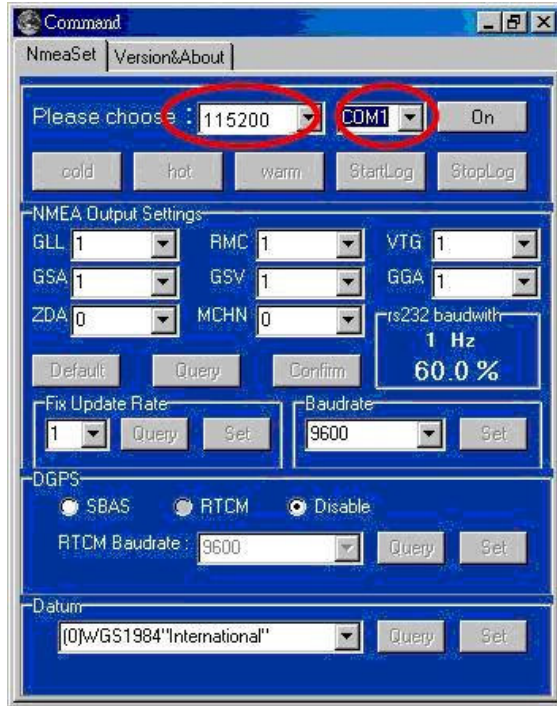 Command
NmeaSet Version&About
Please choose : 115200 COM1 On
cold hot warm StartLog StopLog
NMEA Output Settings
GLL 1 RMC 1 VTG 1
GSA 1 GSV 1 GGA 1
ZDA 0 MCHN 0 rs232 baudwith
1 Hz
60.0 %
Default Query Confirm
Fix Update Rate Baudrate
1 Query Set 9600 Set
DGPS
SBAS RTCM Disable
RTCM Baudrate : 9600 Query Set
Datum
(0)WGS1984"International" Query Set